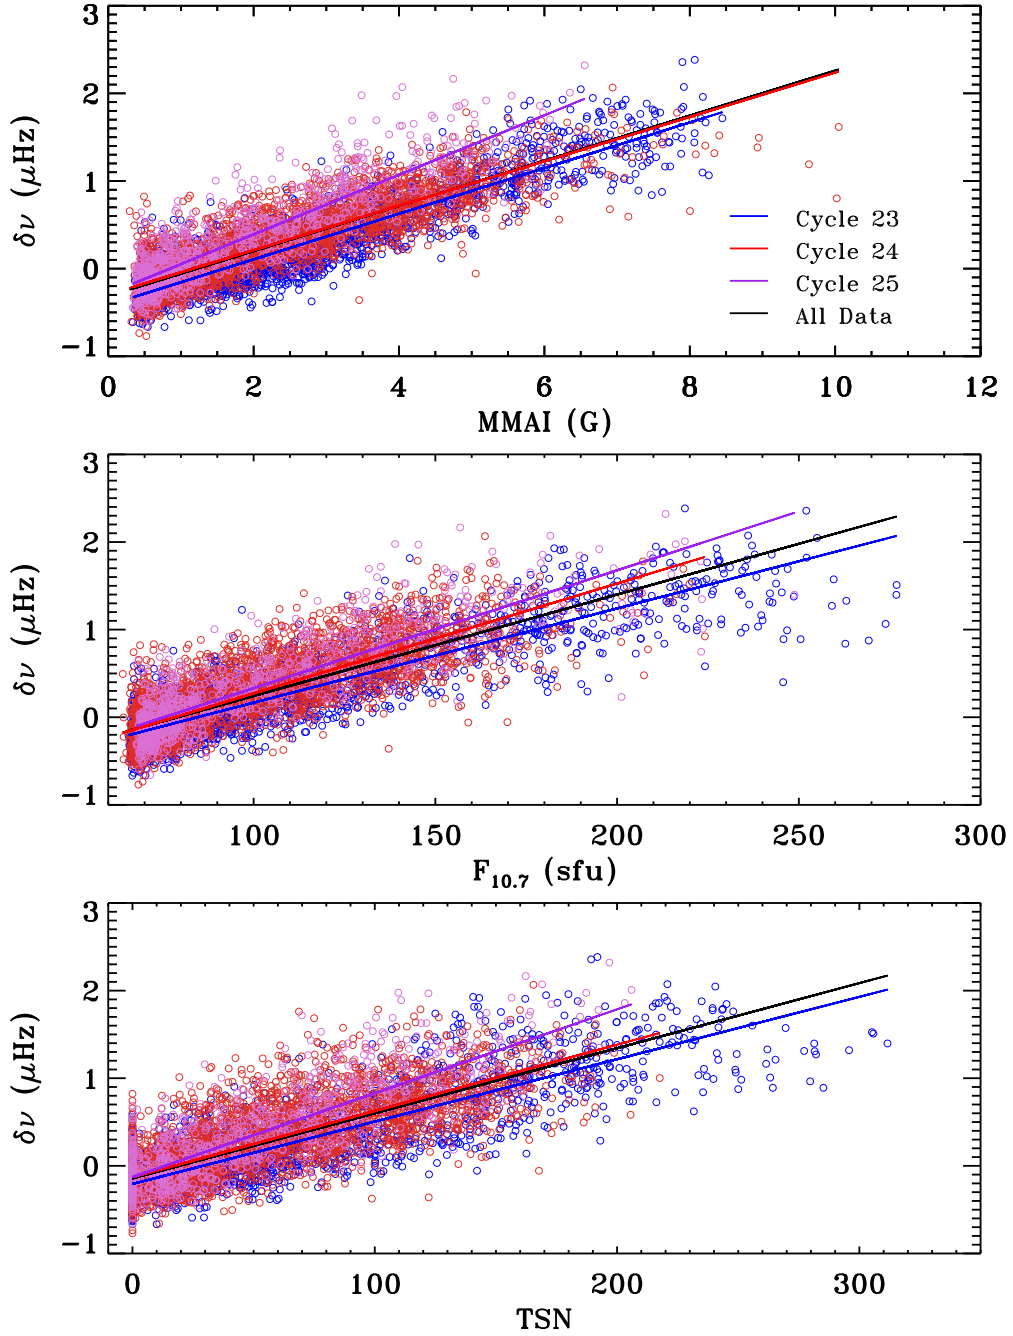 3
2
1
0
−1
δν (μHz)
Cycle 23
Cycle 24
Cycle 25
All Data
0 2 4 6 8 10 12
MMAI (G)
3
2
1
0
−1
δν (μHz)
100 150 200 250 300
F10.7 (sfu)
3
2
1
0
−1
δν (μHz)
0 100 200 300
TSN